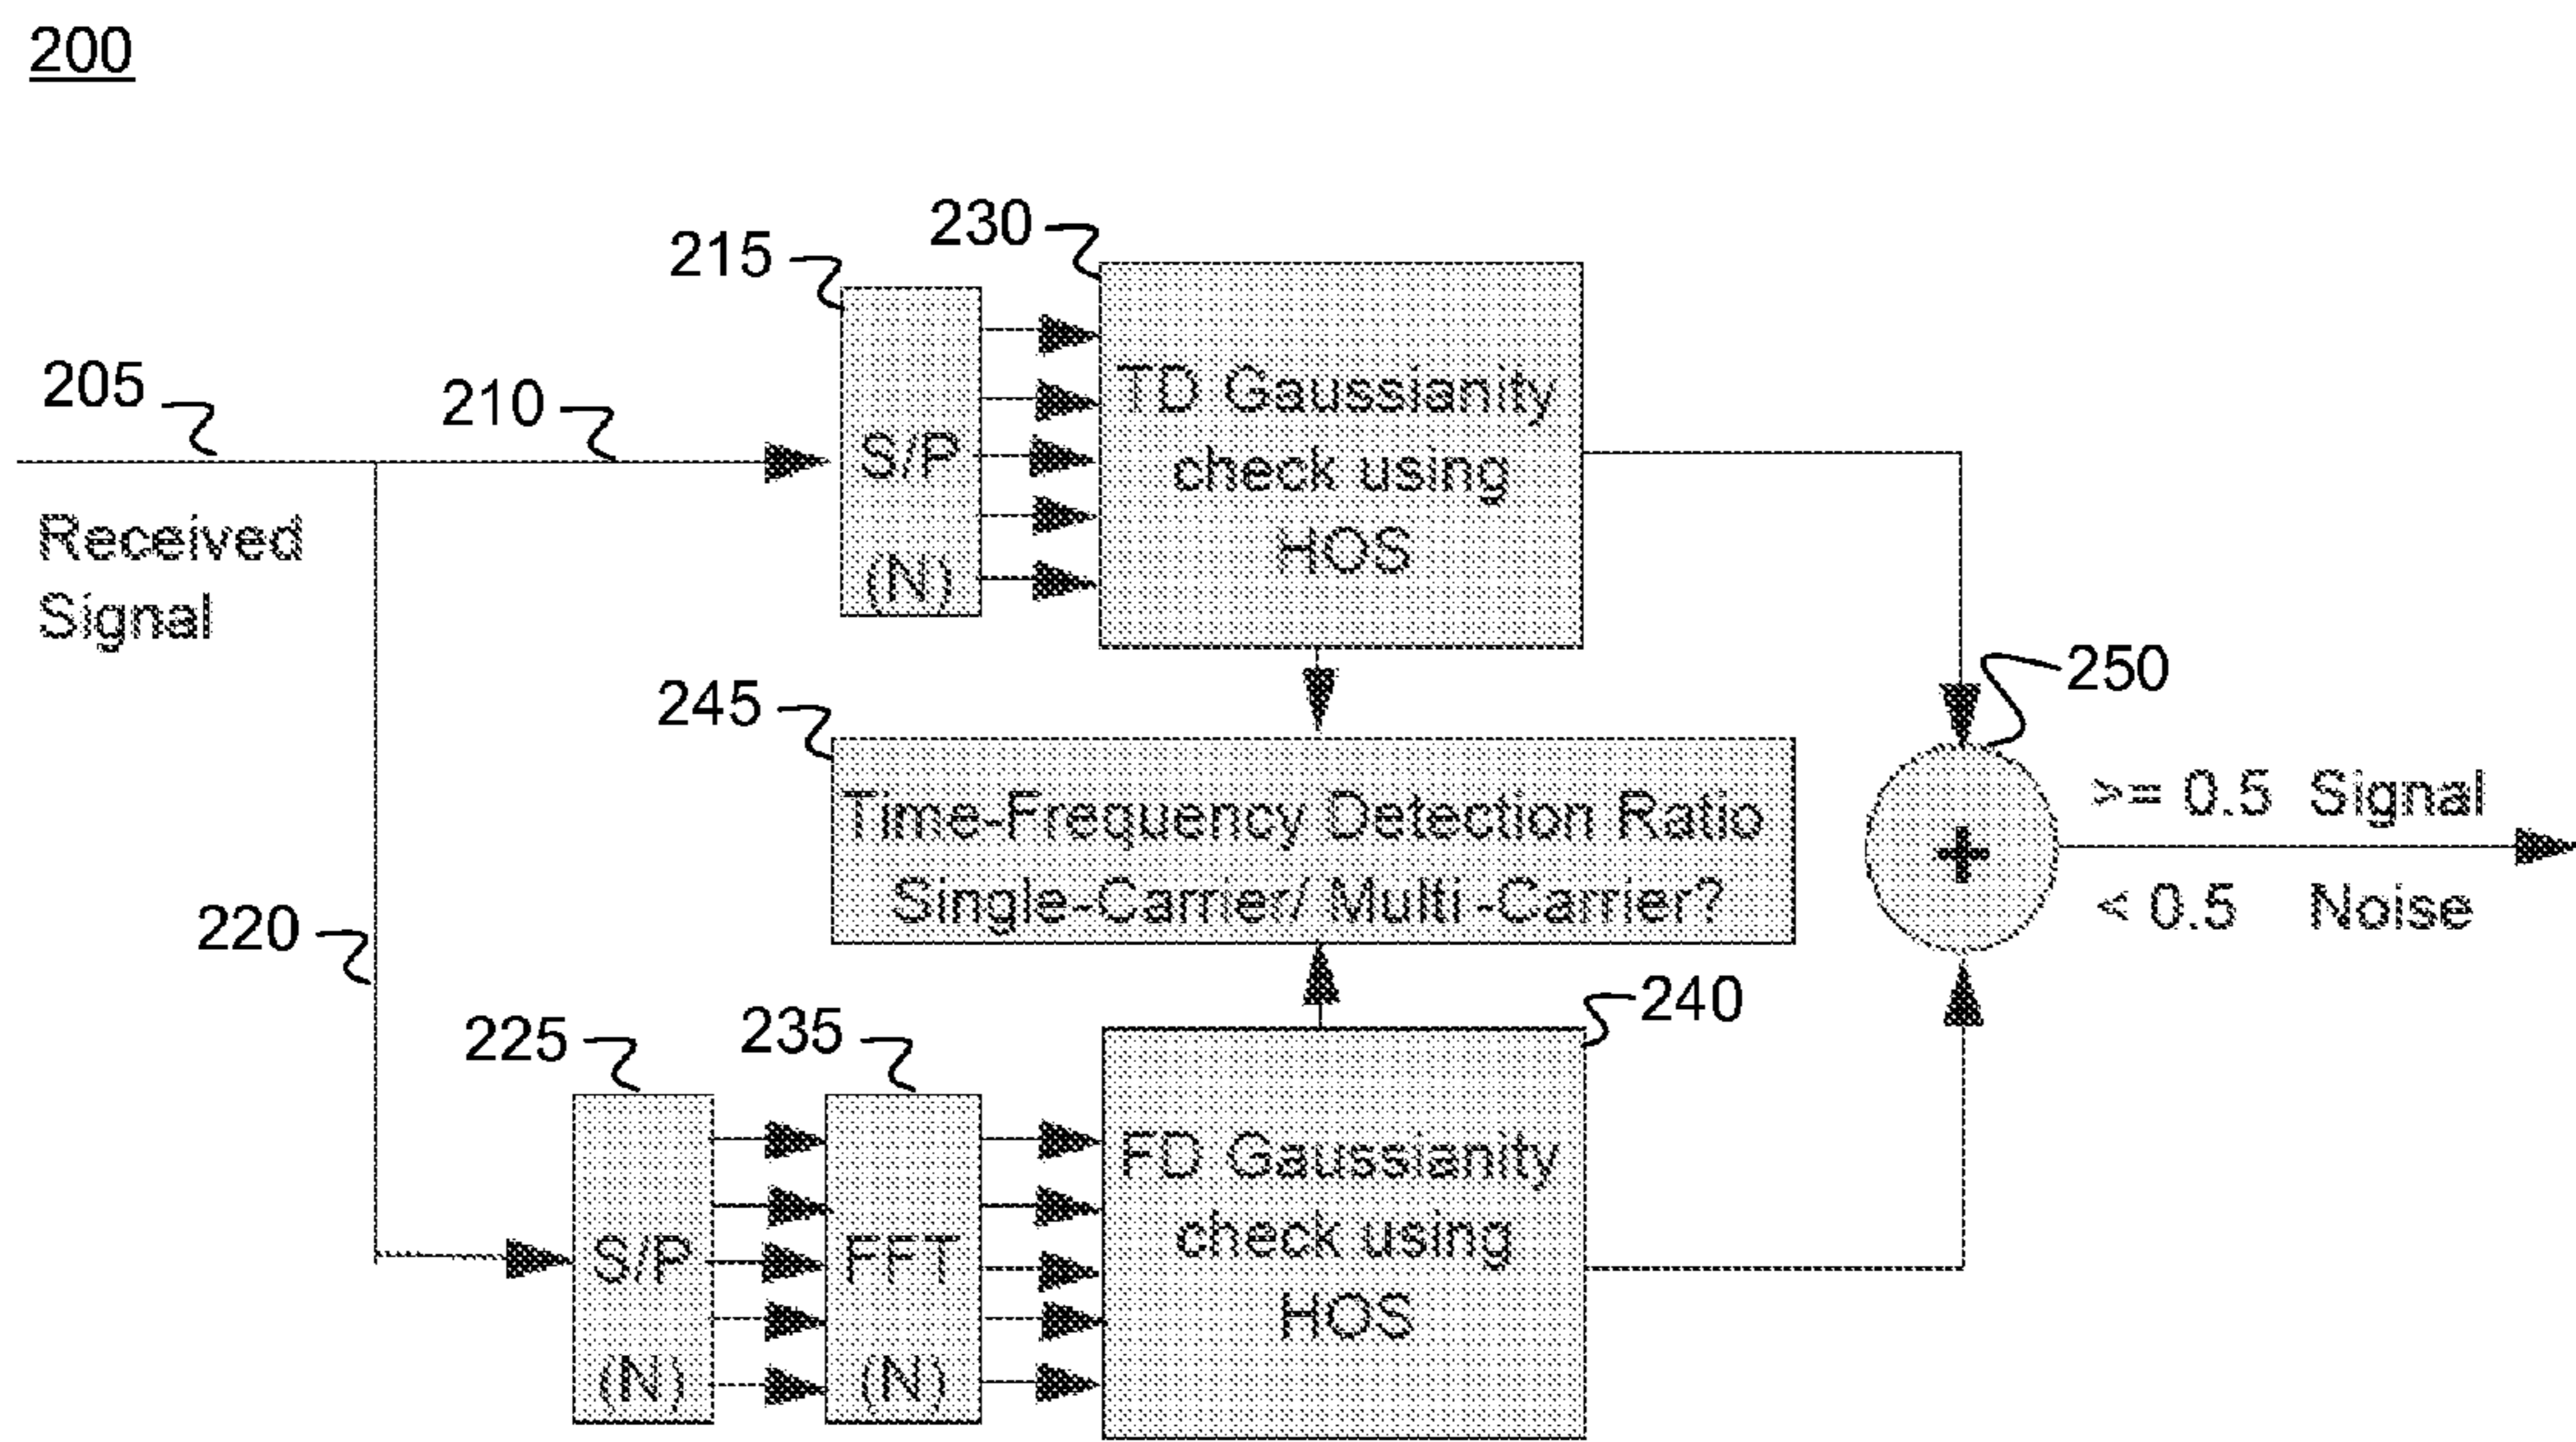 200
230
215
205
210
TD Gaussianity
check using
HOS
S/P
(N)
Received
Signal
245
250
Time-Frequency Detection Ratio
Single-Carrier/ Multi-Carrier?
+
>= 0.5 Signal
< 0.5 Noise
220
240
225
235
FD Gaussianity
check using
HOS
S/P
(N)
FFT
(N)